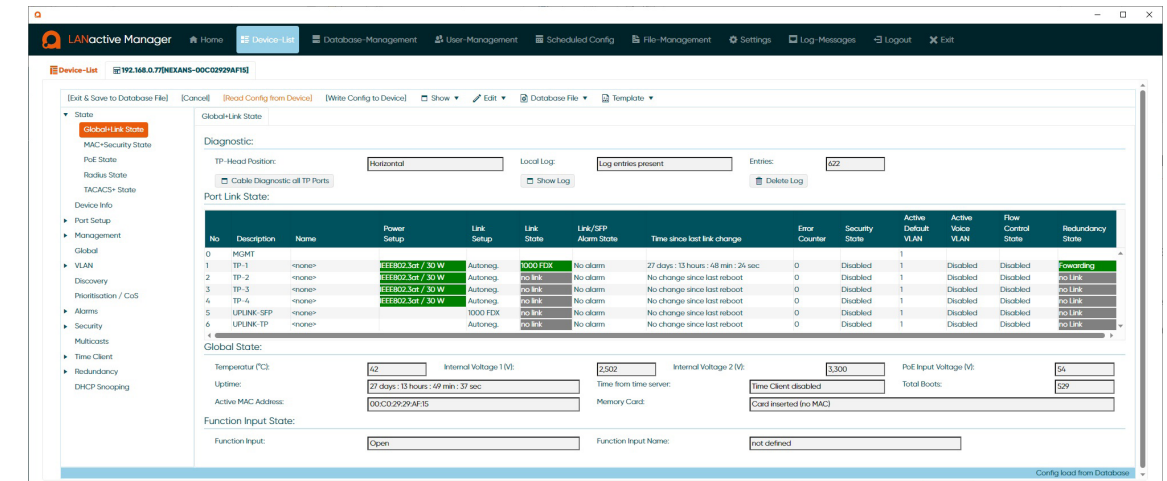 LANactive Manager Home Device-List Database-Management User-Management Scheduled Config File-Management Settings Log-Messages Logout Exit
Device-List 192.168.0.77[NEXANS-00C02929AF15]
[Exit & Save to Database File] [Cancel] [Read Config from Device] [Write Config to Device] Show Edit Database File Template
State
Global+Link State
MAC+Security State
PoE State
Radius State
TACACS+ State
Device Info
Port Setup
Management
Global
VLAN
Discovery
Prioritisation / CoS
Alarms
Security
Multicasts
Time Client
Redundancy
DHCP Snooping
Global+Link State
Diagnostic:
TP-Head Position: Horizontal Local Log: Log entries present Entries: 622
Cable Diagnostic all TP Ports Show Log Delete Log
Port Link State:
No Description Name Power Setup Link Setup Link State Link/SFP Alarm State Time since last link change Error Counter Security State Active Default VLAN Active Voice VLAN Flow Control State Redundancy State
0 MGMT 1
1 TP-1 <none> IEEE802.3at / 30 W Autoneg. 1000 FDX No alarm 27 days : 13 hours : 48 min : 24 sec 0 Disabled 1 Disabled Disabled Fowarding
2 TP-2 <none> IEEE802.3at / 30 W Autoneg. no link No alarm No change since last reboot 0 Disabled 1 Disabled Disabled no Link
3 TP-3 <none> IEEE802.3at / 30 W Autoneg. no link No alarm No change since last reboot 0 Disabled 1 Disabled Disabled no Link
4 TP-4 <none> IEEE802.3at / 30 W Autoneg. no link No alarm No change since last reboot 0 Disabled 1 Disabled Disabled no Link
5 UPLINK-SFP <none> 1000 FDX no link No alarm No change since last reboot 0 Disabled 1 Disabled Disabled no Link
6 UPLINK-TP <none> Autoneg. no link No alarm No change since last reboot 0 Disabled 1 Disabled Disabled no Link
Global State:
Temperatur (°C): 42 Internal Voltage 1 (V): 2,502 Internal Voltage 2 (V): 3,300 PoE Input Voltage (V): 54
Uptime: 27 days : 13 hours : 49 min : 37 sec Time from time server: Time Client disabled Total Boots: 529
Active MAC Address: 00:C0:29:29:AF:15 Memory Card: Card inserted (no MAC)
Function Input State:
Function Input: Open Function Input Name: not defined
Config load from Database